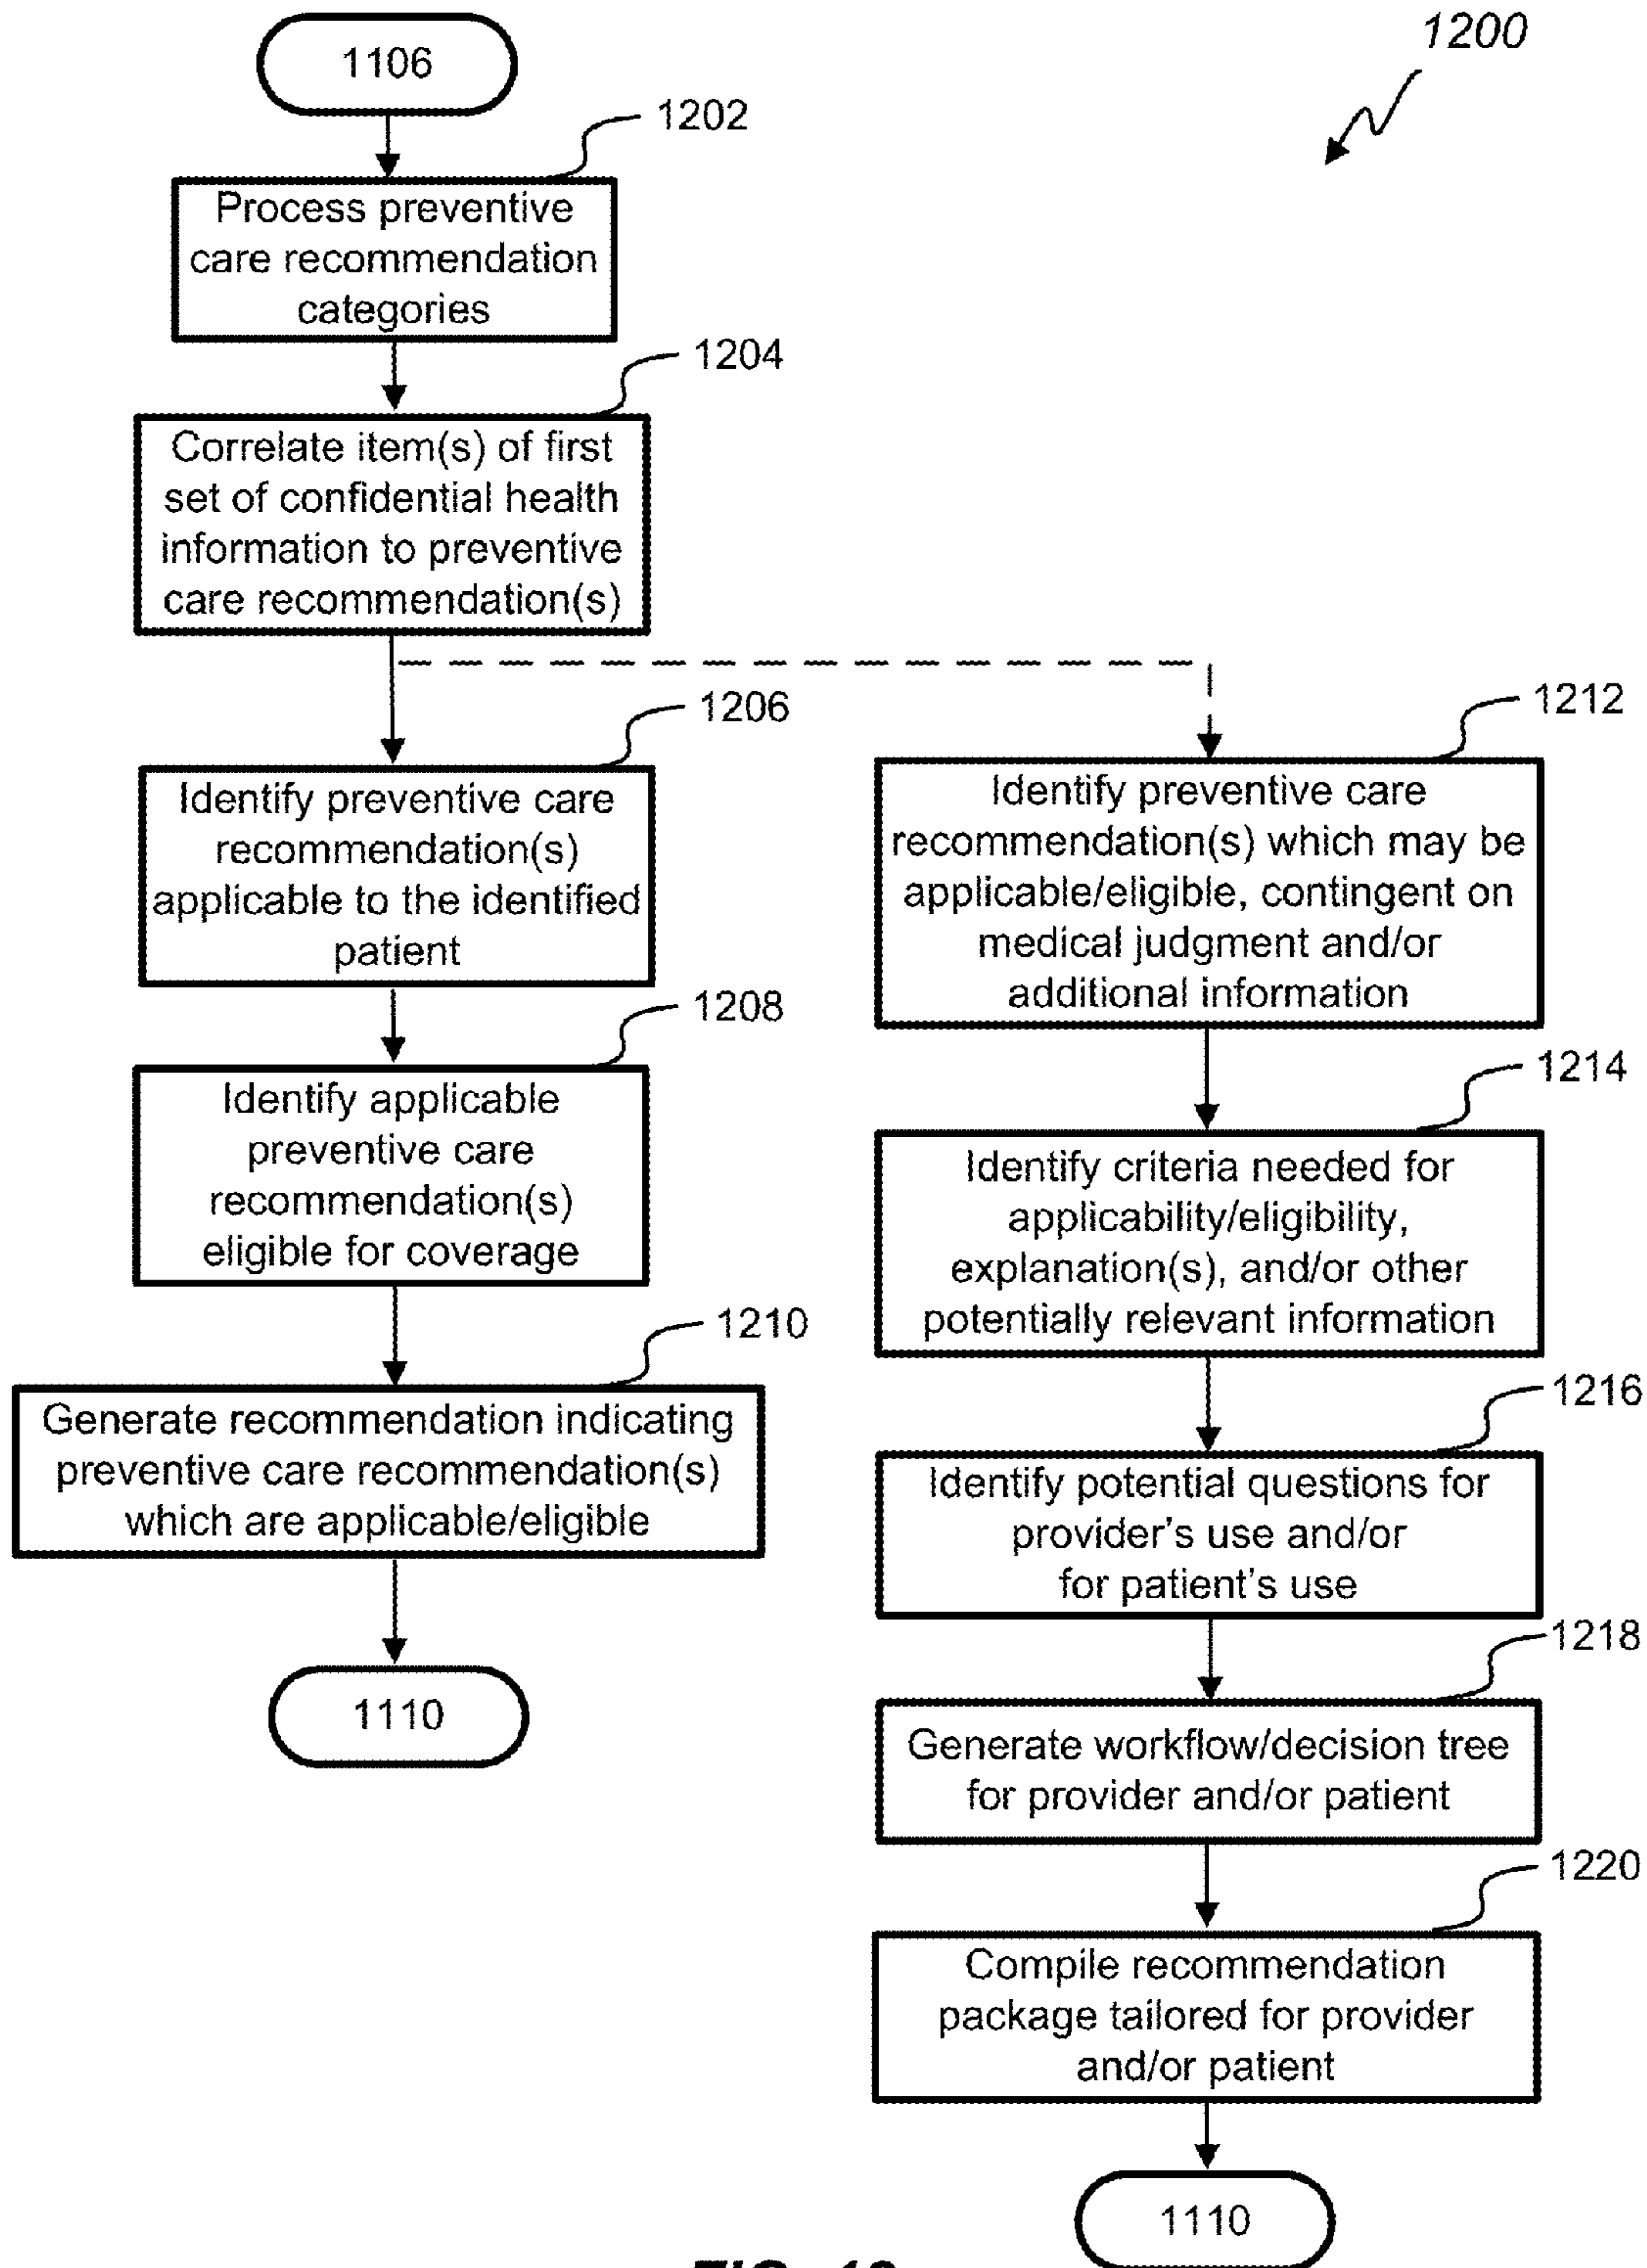 1200
1106
1202
Process preventive
care recommendation
categories
1204
Correlate item(s) of first
set of confidential health
information to preventive
care recommendation(s)
1206
Identify preventive care
recommendation(s)
applicable to the identified
patient
1208
Identify applicable
preventive care
recommendation(s)
eligible for coverage
1210
Generate recommendation indicating
preventive care recommendation(s)
which are applicable/eligible
1110
1212
Identify preventive care
recommendation(s) which may be
applicable/eligible, contingent on
medical judgment and/or
additional information
1214
Identify criteria needed for
applicability/eligibility,
explanation(s), and/or other
potentially relevant information
1216
Identify potential questions for
provider's use and/or
for patient's use
1218
Generate workflow/decision tree
for provider and/or patient
1220
Compile recommendation
package tailored for provider
and/or patient
1110